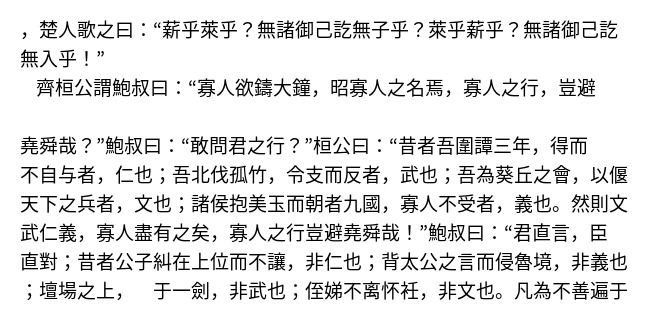 ，楚人歌之曰：“薪乎萊乎？無諸御己訖無子乎？萊乎薪乎？無諸御己訖
無入乎！”
齊桓公謂鮑叔曰：“寡人欲鑄大鐘，昭寡人之名焉，寡人之行，豈避
堯舜哉？”鮑叔曰：“敢問君之行？”桓公曰：“昔者吾圍譚三年，得而
不自与者，仁也；吾北伐孤竹，令支而反者，武也；吾為葵丘之會，以偃
天下之兵者，文也；諸侯抱美玉而朝者九國，寡人不受者，義也。然則文
武仁義，寡人盡有之矣，寡人之行豈避堯舜哉！”鮑叔曰：“君直言，臣
直對；昔者公子糾在上位而不讓，非仁也；背太公之言而侵魯境，非義也
；壇場之上，　于一劍，非武也；侄娣不离怀衽，非文也。凡為不善遍于